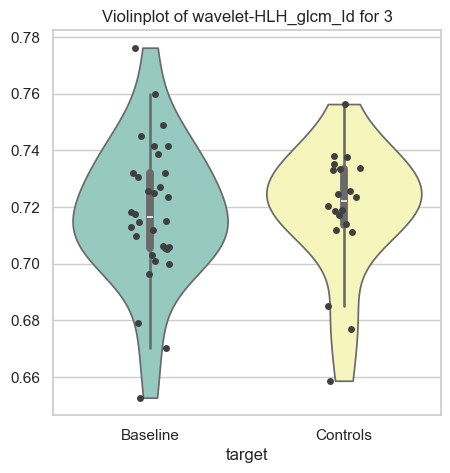 Violinplot of wavelet-HLH_glcm_Id for 3
0.78
0.76
0.74
0.72
0.70
0.68
0.66
Baseline
Controls
target